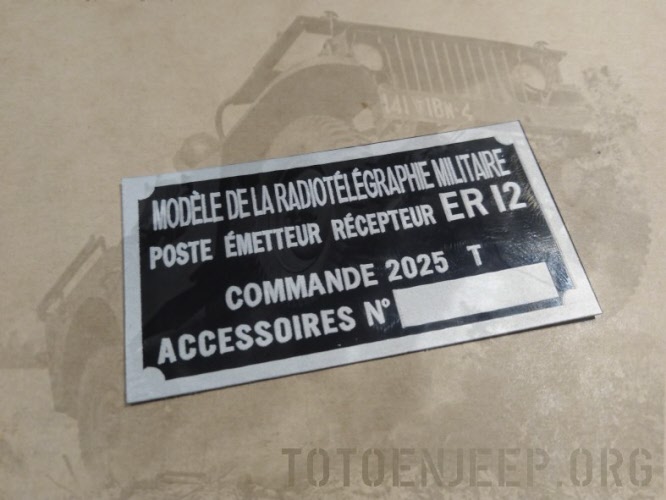 MODÈLE DE LA RADIOTÉLÉGRAPHIE MILITAIRE
POSTE ÉMETTEUR RÉCEPTEUR ER 12
COMMANDE 2025 T
ACCESSOIRES N°
TOTOENJEEP.ORG